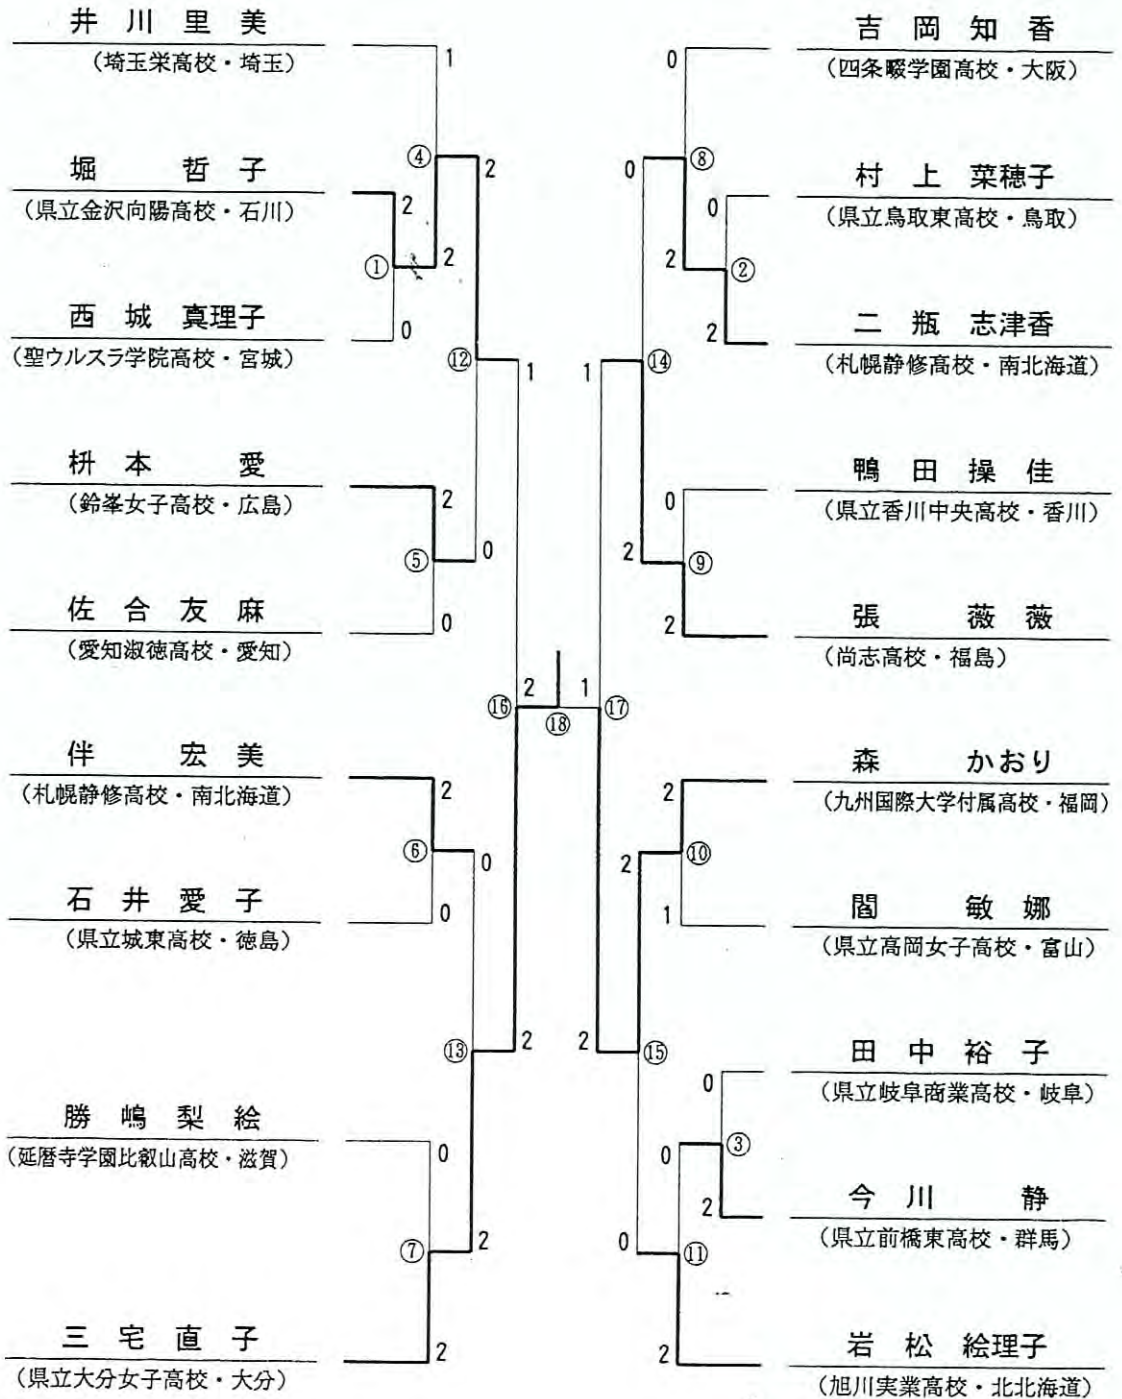 井川里美
(埼玉栄高校・埼玉)
1
④
2
堀 哲子
(県立金沢向陽高校・石川)
2
①
2
西城 真理子
(聖ウルスラ学院高校・宮城)
0
⑫
1
枡本 愛
(鈴峯女子高校・広島)
2
⑤
0
佐合友麻
(愛知淑徳高校・愛知)
0
⑯
2
伴 宏美
(札幌静修高校・南北海道)
2
⑥
0
石井愛子
(県立城東高校・徳島)
0
⑬
2
勝嶋梨絵
(延暦寺学園比叡山高校・滋賀)
0
⑦
2
三宅直子
(県立大分女子高校・大分)
2
⑱
吉岡知香
(四条畷学園高校・大阪)
0
0
⑧
村上 菜穂子
(県立鳥取東高校・鳥取)
0
2
②
二瓶 志津香
(札幌静修高校・南北海道)
2
1
⑭
鴨田操佳
(県立香川中央高校・香川)
0
2
⑨
張 薇薇
(尚志高校・福島)
2
1
⑰
森 かおり
(九州国際大学付属高校・福岡)
2
2
⑩
閻 敏娜
(県立高岡女子高校・富山)
1
2
⑮
田中裕子
(県立岐阜商業高校・岐阜)
0
0
③
今川 静
(県立前橋東高校・群馬)
2
0
⑪
岩松 絵理子
(旭川実業高校・北北海道)
2